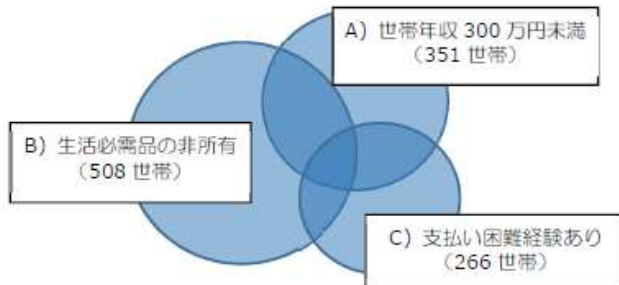 A）世帯年収 300 万円未満
（351 世帯）
B）生活必需品の非所有
（508 世帯）
C）支払い困難経験あり
（266 世帯）